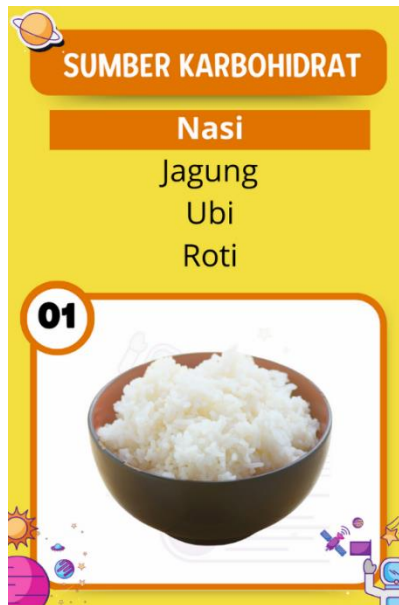 SUMBER KARBOHIDRAT
Nasi
Jagung
Ubi
Roti
01